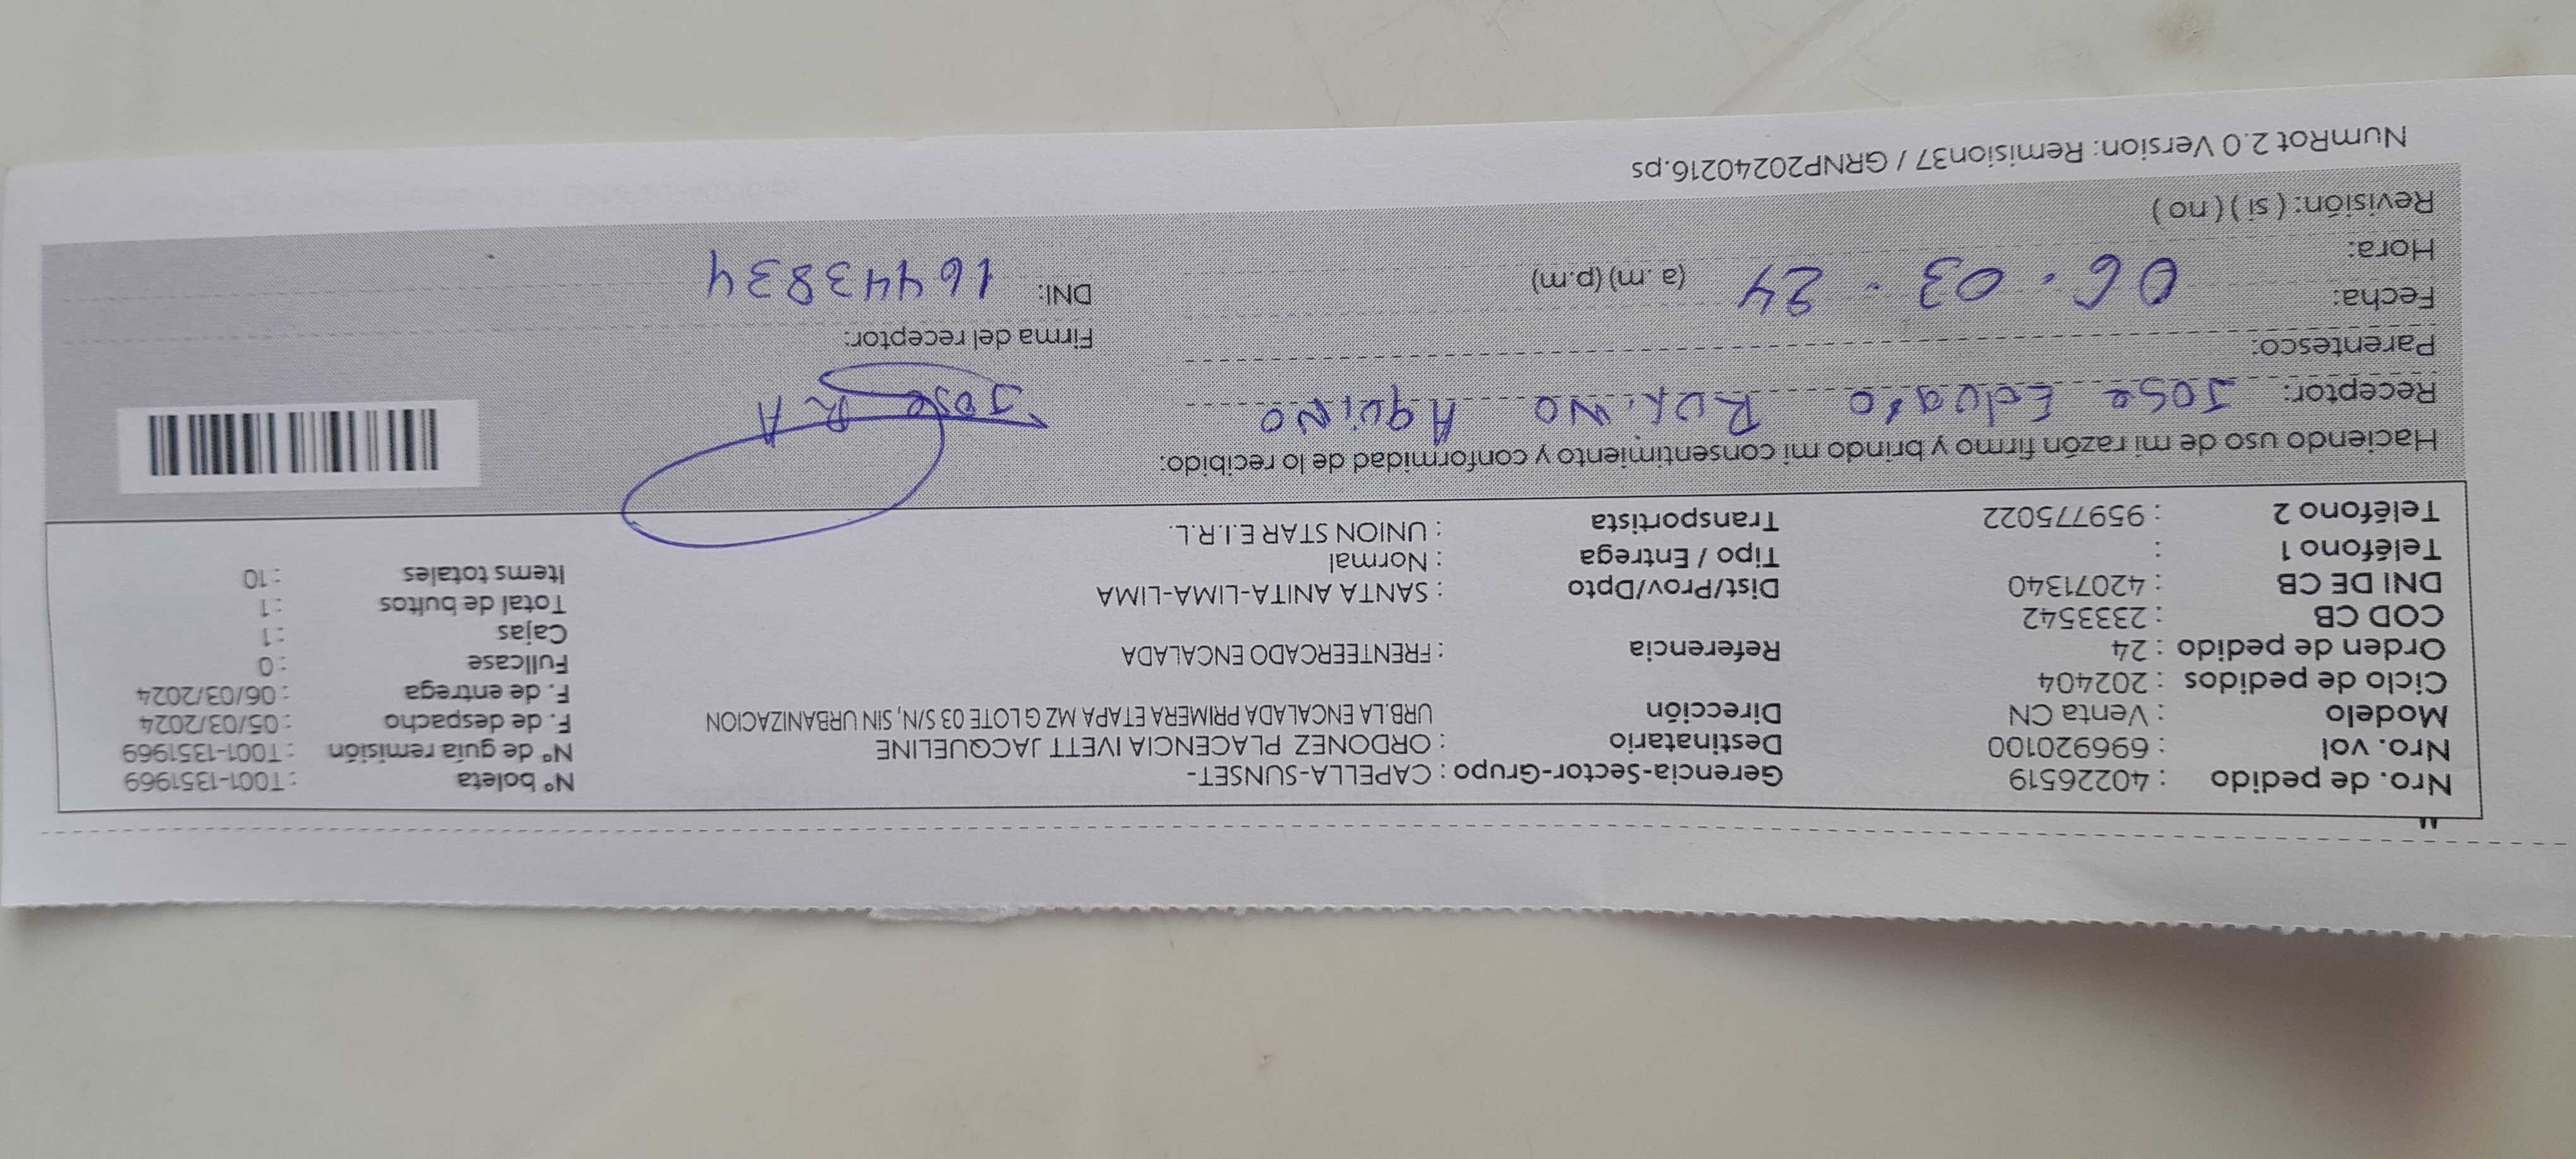 Nro. de pedido : 40226519 Gerencia-Sector-Grupo : CAPELLA-SUNSET- N° boleta : T001-1351969
Nro. vol : 696920100 Destinatario : ORDONEZ PLACENCIA IVETT JACQUELINE N° de guía remisión : T001-1351969
Modelo : Venta CN Dirección URB.LA ENCALADA PRIMERA ETAPA MZ G LOTE 03 S/N, SIN URBANIZACION F. de despacho : 05/03/2024
Ciclo de pedidos : 202404 F. de entrega : 06/03/2024
Orden de pedido : 24 Referencia : FRENTEERCADO ENCALADA Fullcase : 0
COD CB : 2333542 Cajas : 1
DNI DE CB : 42071340 Dist/Prov/Dpto : SANTA ANITA-LIMA-LIMA Total de bultos : 1
Teléfono 1 : Tipo / Entrega : Normal Items totales : 10
Teléfono 2 : 959775022 Transportista : UNION STAR E.I.R.L.
Haciendo uso de mi razón firmo y brindo mi consentimiento y conformidad de lo recibido:
Receptor: Jose Rufino Aquino Jose R A
Parentesco: Firma del receptor:
Fecha: 06 . 03 . 24 DNI: 16443834
Hora: (a.m) (p.m)
Revisión: ( si ) ( no )
NumRot 2.0 Version: Remision37 / GRNP20240216.ps